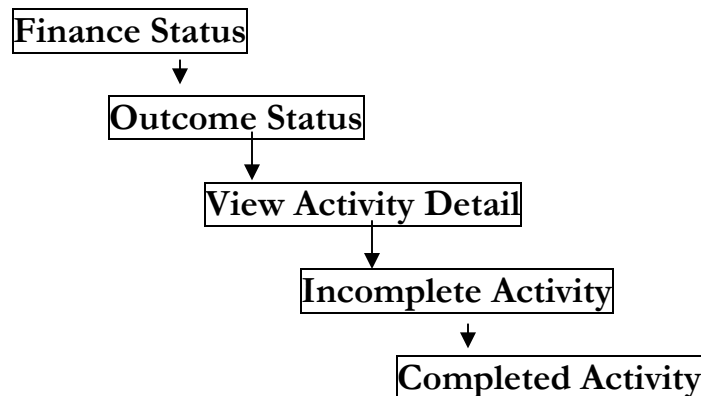 Finance Status
Outcome Status
View Activity Detail
Incomplete Activity
Completed Activity